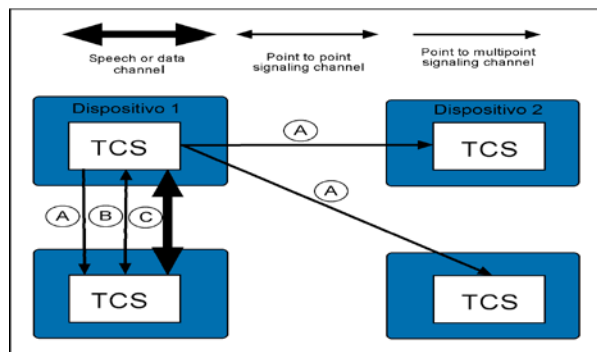 Speech or data
channel
Point to point
signaling channel
Point to multipoint
signaling channel
Dispositivo 1
TCS
Dispositivo 2
TCS
A
A
A
B
C
TCS
TCS